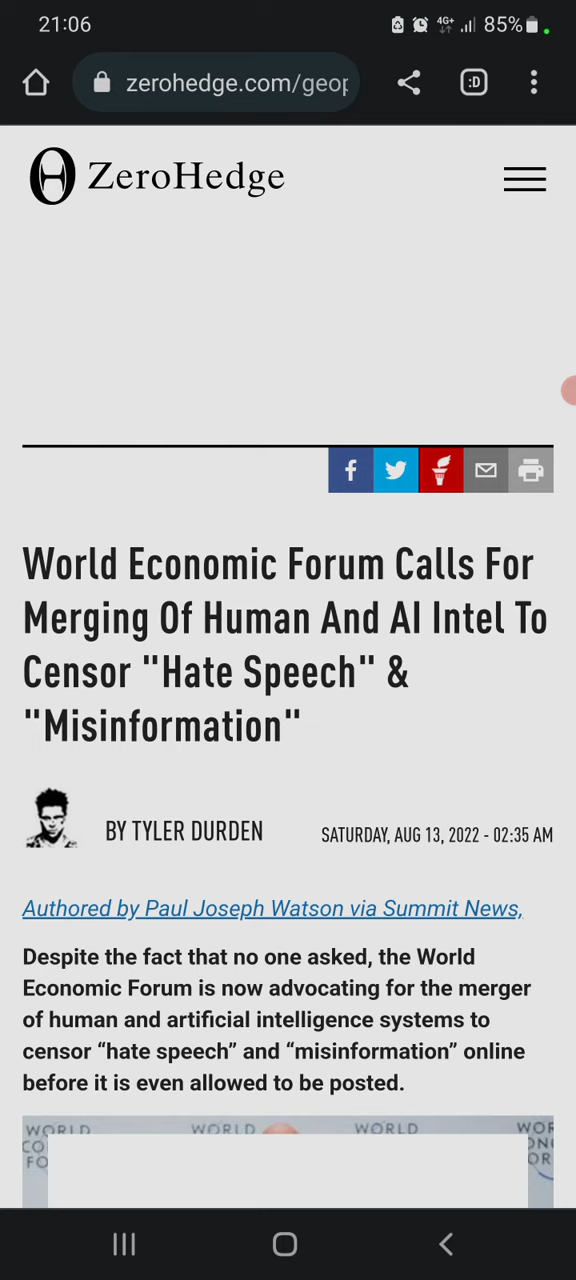 21:06
4G+
85%
zerohedge.com/geop
:D
ZeroHedge
World Economic Forum Calls For
Merging Of Human And AI Intel To
Censor "Hate Speech" &
"Misinformation"
BY TYLER DURDEN
SATURDAY, AUG 13, 2022 - 02:35 AM
Authored by Paul Joseph Watson via Summit News,
Despite the fact that no one asked, the World
Economic Forum is now advocating for the merger
of human and artificial intelligence systems to
censor “hate speech” and “misinformation” online
before it is even allowed to be posted.
WORLD WORLD WORLD